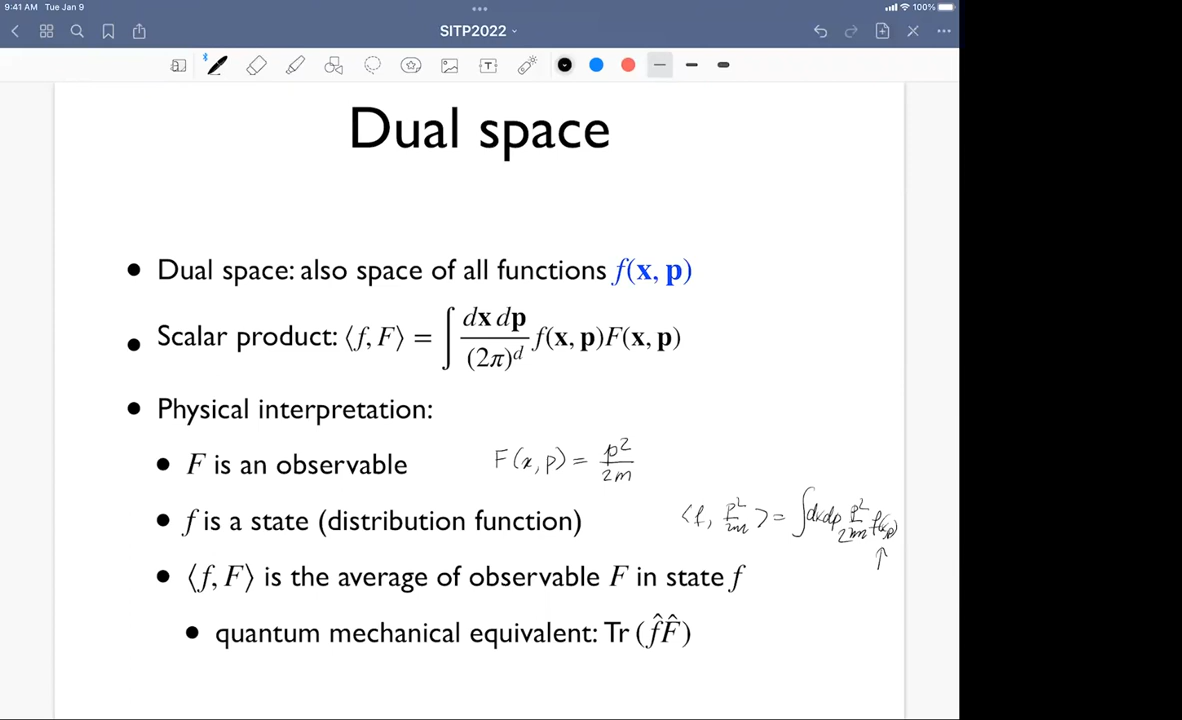 9:41 AM Tue Jan 9
100%
SITP2022
Dual space
• Dual space: also space of all functions f(x, p)
• Scalar product: ⟨f, F⟩ = ∫ dx dp / (2π)^d f(x, p)F(x, p)
• Physical interpretation:
• F is an observable F(x, p) = p² / 2m
• f is a state (distribution function) ⟨f, p²/2m⟩ = ∫dxdp p²/2m f(x,p)
↑
• ⟨f, F⟩ is the average of observable F in state f
• quantum mechanical equivalent: Tr (f̂F̂)